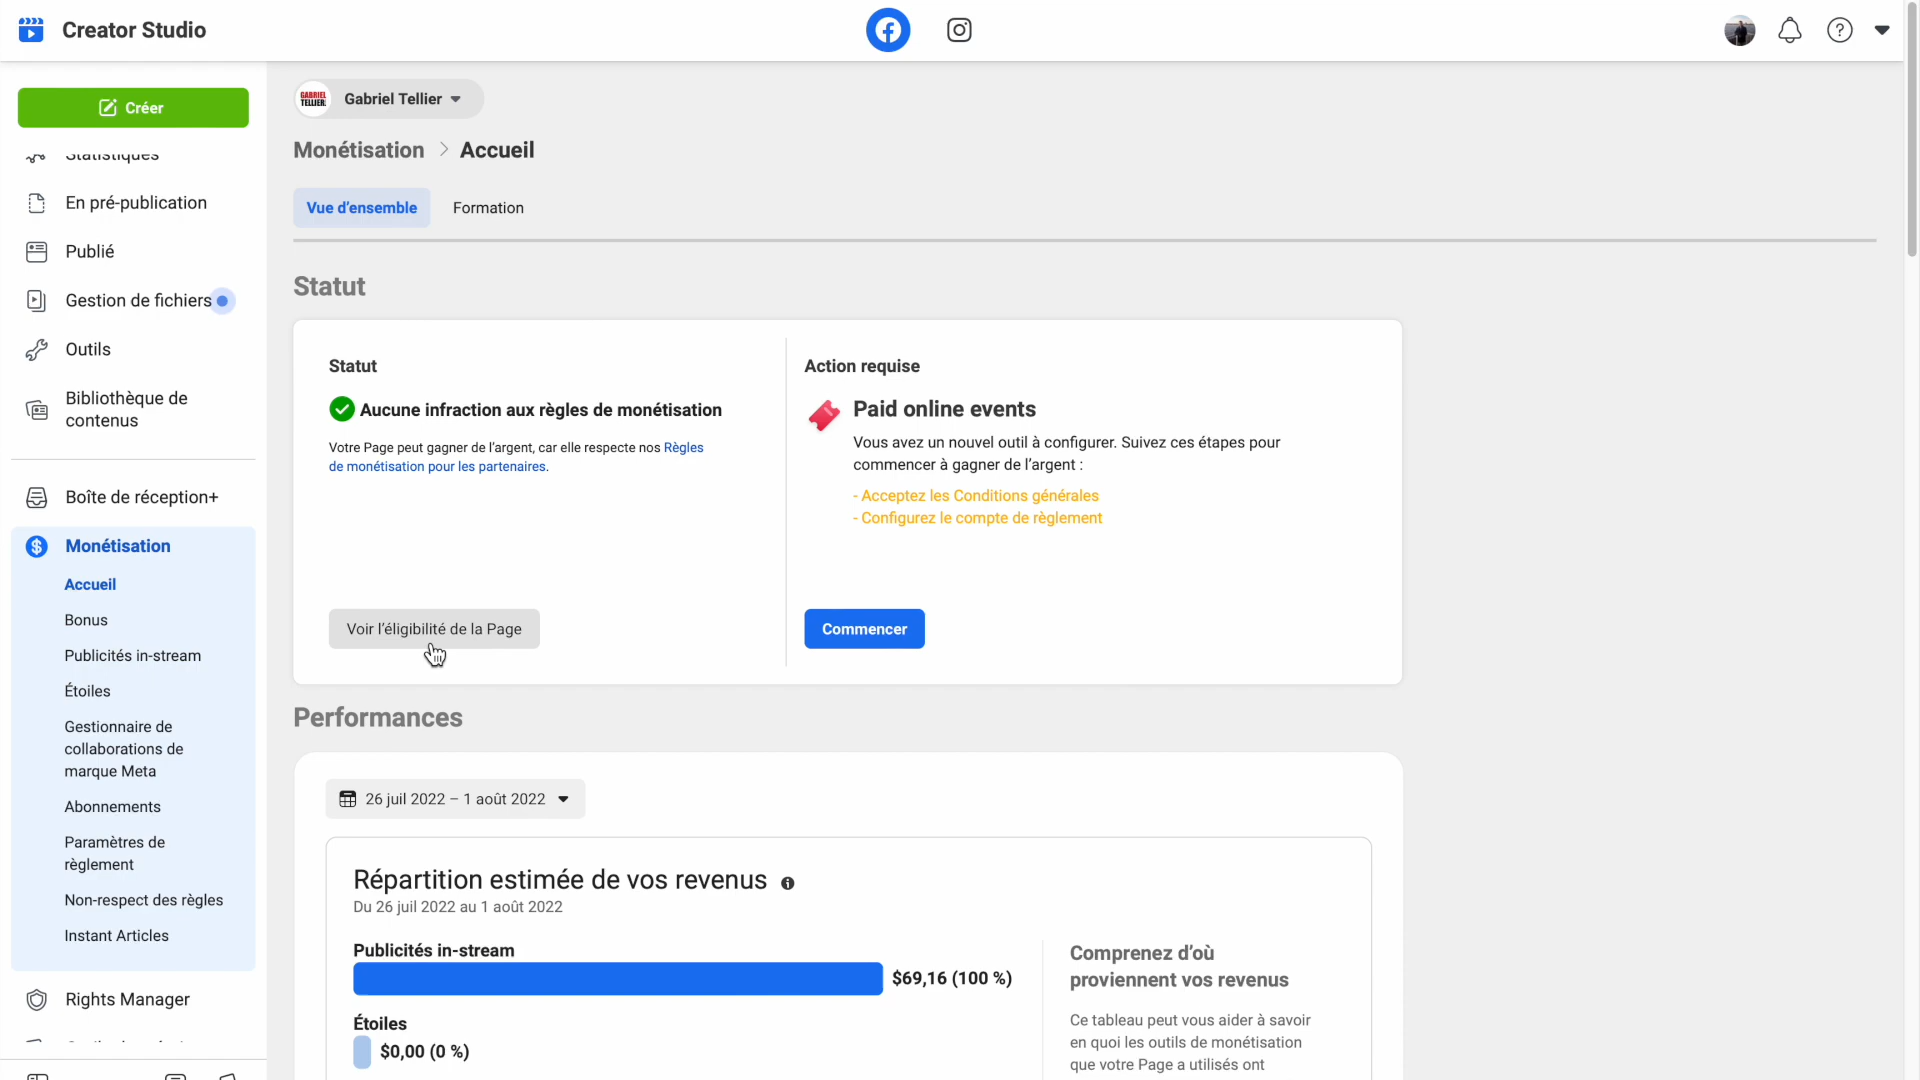 Creator Studio
GABRIEL
TELLIER
Gabriel Tellier
Créer
Statistiques
En pré-publication
Publié
Gestion de fichiers
Outils
Bibliothèque de
contenus
Boîte de réception+
Monétisation
Accueil
Bonus
Publicités in-stream
Étoiles
Gestionnaire de
collaborations de
marque Meta
Abonnements
Paramètres de
règlement
Non-respect des règles
Instant Articles
Rights Manager
Monétisation > Accueil
Vue d'ensemble
Formation
Statut
Statut
Aucune infraction aux règles de monétisation
Votre Page peut gagner de l'argent, car elle respecte nos Règles
de monétisation pour les partenaires.
Voir l'éligibilité de la Page
Action requise
Paid online events
Vous avez un nouvel outil à configurer. Suivez ces étapes pour
commencer à gagner de l'argent :
- Acceptez les Conditions générales
- Configurez le compte de règlement
Commencer
Performances
26 juil 2022 – 1 août 2022
Répartition estimée de vos revenus
Du 26 juil 2022 au 1 août 2022
Publicités in-stream
$69,16 (100 %)
Étoiles
$0,00 (0 %)
Comprenez d'où
proviennent vos revenus
Ce tableau peut vous aider à savoir
en quoi les outils de monétisation
que votre Page a utilisés ont